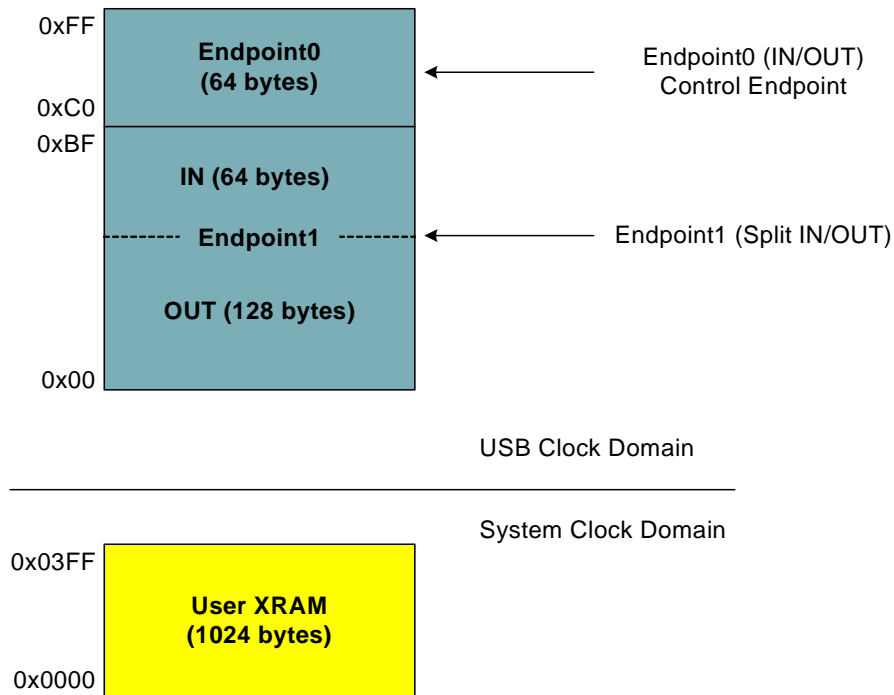 0xFF
Endpoint0
(64 bytes)
Endpoint0 (IN/OUT)
Control Endpoint
0xC0
0xBF
IN (64 bytes)
Endpoint1
Endpoint1 (Split IN/OUT)
OUT (128 bytes)
0x00
USB Clock Domain
System Clock Domain
0x03FF
User XRAM
(1024 bytes)
0x0000